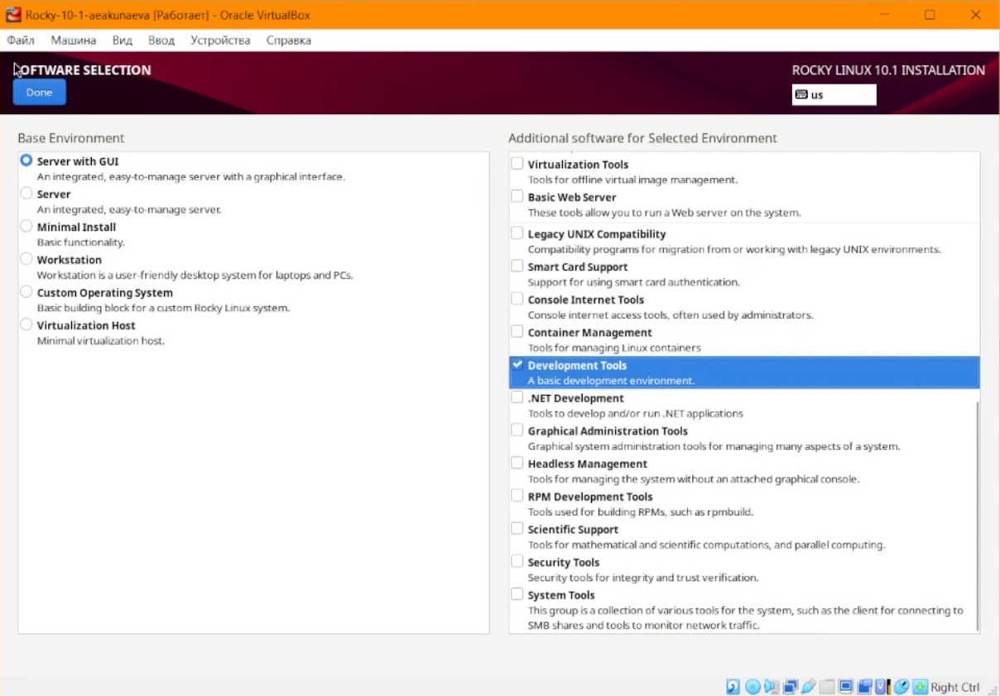 Rocky-10-1-aeakunaeva [Работает] - Oracle VirtualBox
Файл Машина Вид Ввод Устройства Справка
SOFTWARE SELECTION
Done
ROCKY LINUX 10.1 INSTALLATION
us
Base Environment
Server with GUI
An integrated, easy-to-manage server with a graphical interface.
Server
An integrated, easy-to-manage server.
Minimal Install
Basic functionality.
Workstation
Workstation is a user-friendly desktop system for laptops and PCs.
Custom Operating System
Basic building block for a custom Rocky Linux system.
Virtualization Host
Minimal virtualization host.
Additional software for Selected Environment
Virtualization Tools
Tools for offline virtual image management.
Basic Web Server
These tools allow you to run a Web server on the system.
Legacy UNIX Compatibility
Compatibility programs for migration from or working with legacy UNIX environments.
Smart Card Support
Support for using smart card authentication.
Console Internet Tools
Console internet access tools, often used by administrators.
Container Management
Tools for managing Linux containers
Development Tools
A basic development environment.
.NET Development
Tools to develop and/or run .NET applications
Graphical Administration Tools
Graphical system administration tools for managing many aspects of a system.
Headless Management
Tools for managing the system without an attached graphical console.
RPM Development Tools
Tools used for building RPMs, such as rpmbuild.
Scientific Support
Tools for mathematical and scientific computations, and parallel computing.
Security Tools
Security tools for integrity and trust verification.
System Tools
This group is a collection of various tools for the system, such as the client for connecting to
SMB shares and tools to monitor network traffic.
Right Ctrl